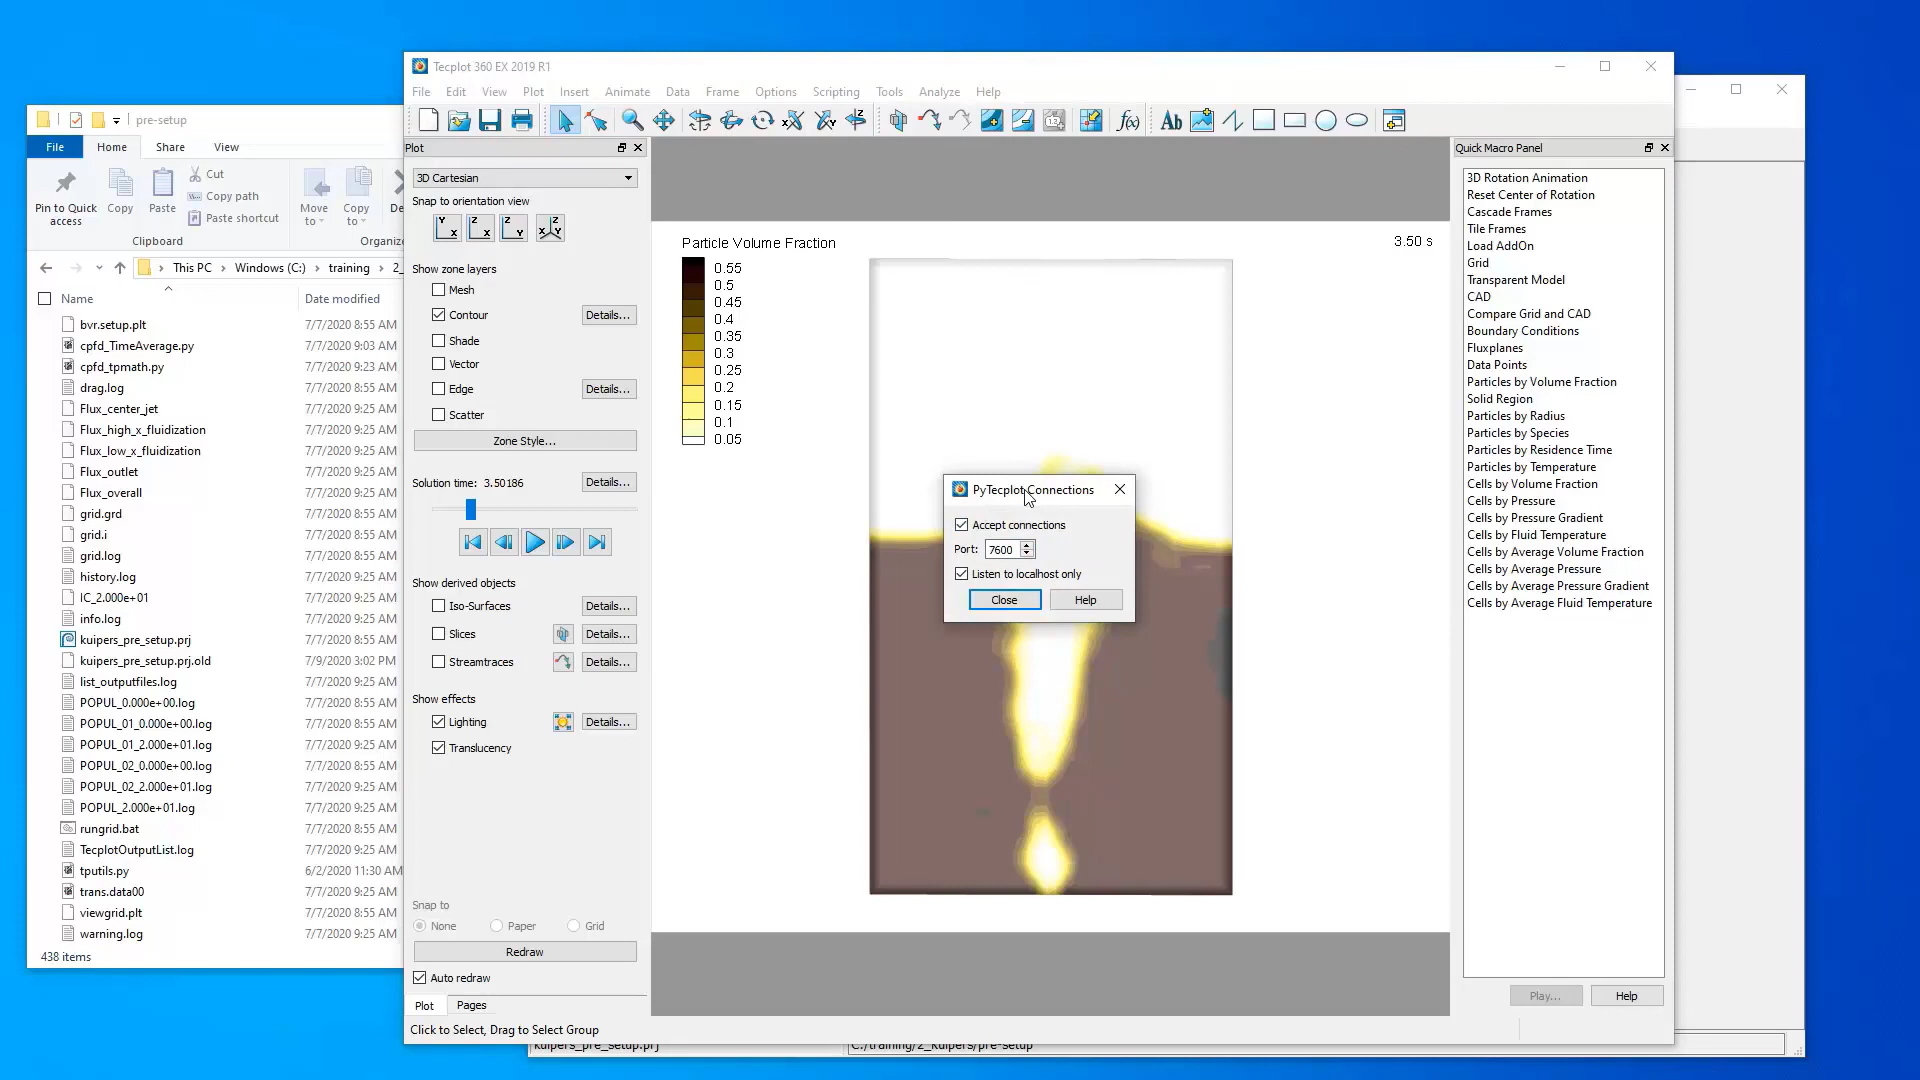 Tecplot 360 EX 2019 R1
File Edit View Plot Insert Animate Data Frame Options Scripting Tools Analyze Help
pre-setup
File Home Share View
Pin to Quick access
Copy
Paste
Cut
Copy path
Paste shortcut
Move to
Copy to
De
Clipboard
Organize
This PC > Windows (C:) > training > 2_
Name
Date modified
bvr.setup.plt 7/7/2020 8:55 AM
cpfd_TimeAverage.py 7/7/2020 9:03 AM
cpfd_tpmath.py 7/7/2020 9:23 AM
drag.log 7/7/2020 8:55 AM
Flux_center_jet 7/7/2020 9:25 AM
Flux_high_x_fluidization 7/7/2020 9:25 AM
Flux_low_x_fluidization 7/7/2020 9:25 AM
Flux_outlet 7/7/2020 9:25 AM
Flux_overall 7/7/2020 9:25 AM
grid.grd 7/7/2020 9:25 AM
grid.i 7/7/2020 9:25 AM
grid.log 7/7/2020 9:25 AM
history.log 7/7/2020 9:25 AM
IC_2.000e+01 7/7/2020 9:25 AM
info.log 7/7/2020 9:25 AM
kuipers_pre_setup.prj 7/7/2020 8:55 AM
kuipers_pre_setup.prj.old 7/9/2020 3:02 PM
list_outputfiles.log 7/7/2020 9:25 AM
POPUL_0.000e+00.log 7/7/2020 8:55 AM
POPUL_01_0.000e+00.log 7/7/2020 8:55 AM
POPUL_01_2.000e+01.log 7/7/2020 9:25 AM
POPUL_02_0.000e+00.log 7/7/2020 8:55 AM
POPUL_02_2.000e+01.log 7/7/2020 9:25 AM
POPUL_2.000e+01.log 7/7/2020 9:25 AM
rungrid.bat 7/7/2020 8:55 AM
TecplotOutputList.log 7/7/2020 9:25 AM
tputils.py 6/2/2020 11:30 AM
trans.data00 7/7/2020 9:25 AM
viewgrid.plt 7/7/2020 9:25 AM
warning.log 7/7/2020 9:25 AM
438 items
Plot
3D Cartesian
Snap to orientation view
Show zone layers
Mesh
Contour Details...
Shade
Vector
Edge Details...
Scatter
Zone Style...
Solution time: 3.50186 Details...
Show derived objects
Iso-Surfaces Details...
Slices Details...
Streamtraces Details...
Show effects
Lighting Details...
Translucency
Snap to
None Paper Grid
Redraw
Auto redraw
Plot Pages
Click to Select, Drag to Select Group
Particle Volume Fraction
3.50 s
0.55
0.5
0.45
0.4
0.35
0.3
0.25
0.2
0.15
0.1
0.05
PyTecplot Connections
Accept connections
Port: 7600
Listen to localhost only
Close Help
Quick Macro Panel
3D Rotation Animation
Reset Center of Rotation
Cascade Frames
Tile Frames
Load AddOn
Grid
Transparent Model
CAD
Compare Grid and CAD
Boundary Conditions
Fluxplanes
Data Points
Particles by Volume Fraction
Solid Region
Particles by Radius
Particles by Species
Particles by Residence Time
Particles by Temperature
Cells by Volume Fraction
Cells by Pressure
Cells by Pressure Gradient
Cells by Fluid Temperature
Cells by Average Volume Fraction
Cells by Average Pressure
Cells by Average Pressure Gradient
Cells by Average Fluid Temperature
Play... Help
kuipers_pre_setup.prj C:/training/2_Kuipers/pre-setup